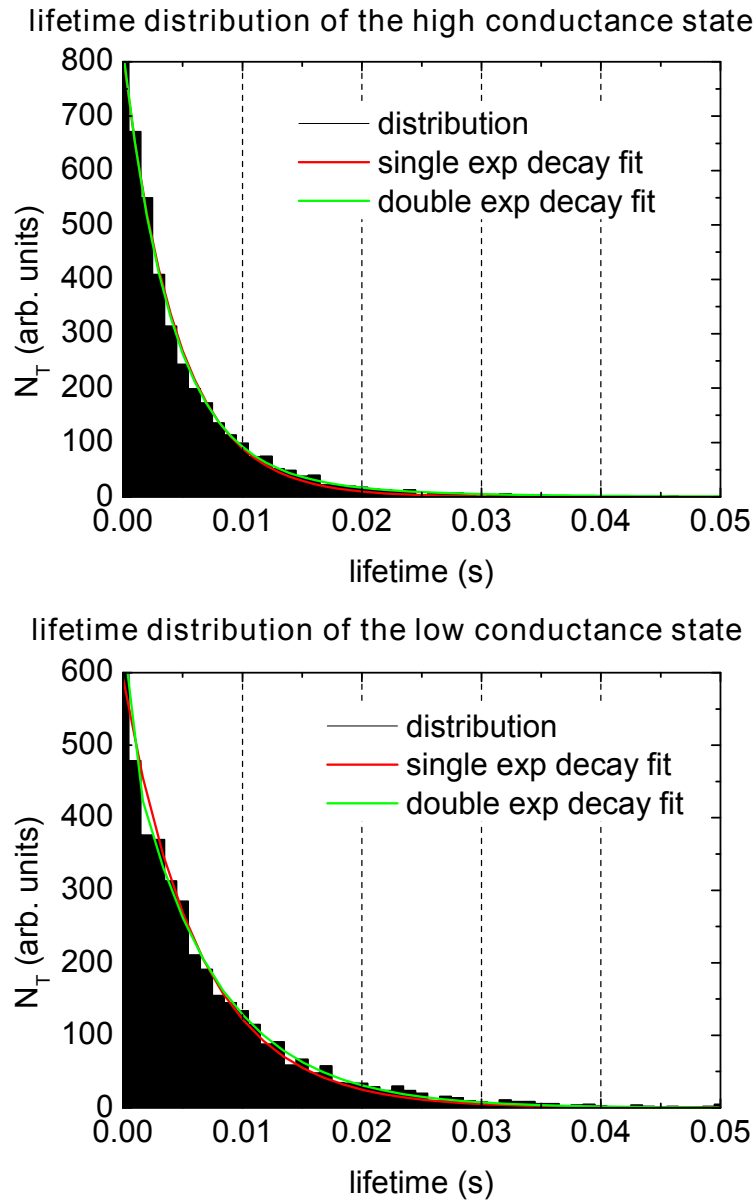 lifetime distribution of the high conductance state
800
700
600
500
400
300
200
100
0
N_T (arb. units)
distribution
single exp decay fit
double exp decay fit
0.00 0.01 0.02 0.03 0.04 0.05
lifetime (s)
lifetime distribution of the low conductance state
600
500
400
300
200
100
0
N_T (arb. units)
distribution
single exp decay fit
double exp decay fit
0.00 0.01 0.02 0.03 0.04 0.05
lifetime (s)